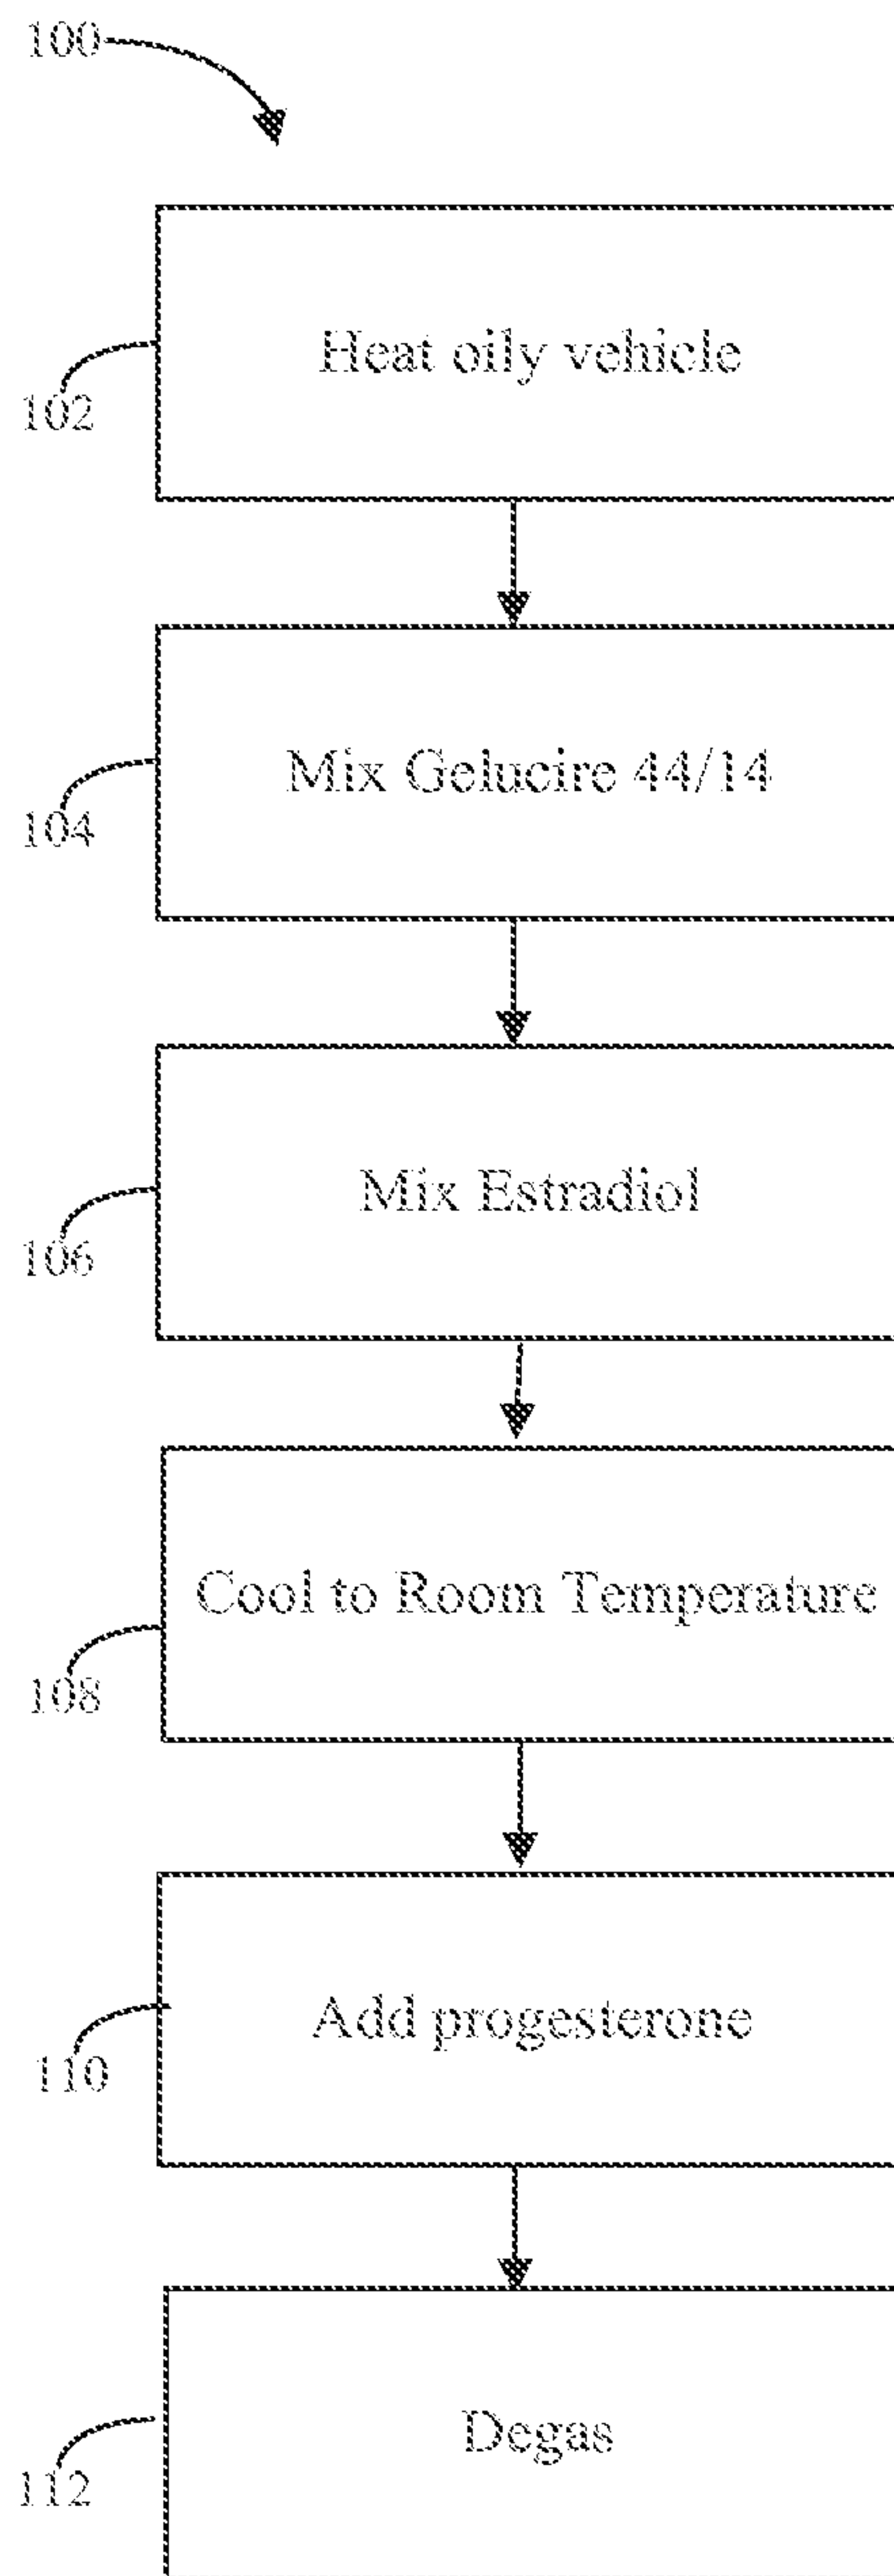 100
Heat oily vehicle
102
Mix Gelucire 44/14
104
Mix Estradiol
106
Cool to Room Temperature
108
Add progesterone
110
Degas
112